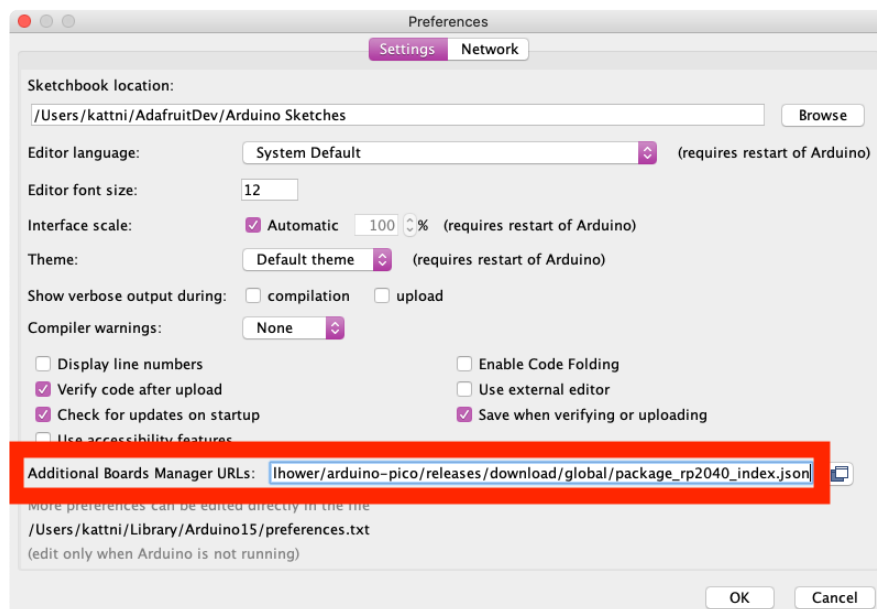 Preferences
Settings Network
Sketchbook location:
/Users/kattni/AdafruitDev/Arduino Sketches Browse
Editor language: System Default (requires restart of Arduino)
Editor font size: 12
Interface scale: Automatic 100 % (requires restart of Arduino)
Theme: Default theme (requires restart of Arduino)
Show verbose output during: compilation upload
Compiler warnings: None
Display line numbers Enable Code Folding
Verify code after upload Use external editor
Check for updates on startup Save when verifying or uploading
Use accessibility features
Additional Boards Manager URLs: lhower/arduino-pico/releases/download/global/package_rp2040_index.json
More preferences can be edited directly in the file
/Users/kattni/Library/Arduino15/preferences.txt
(edit only when Arduino is not running)
OK Cancel